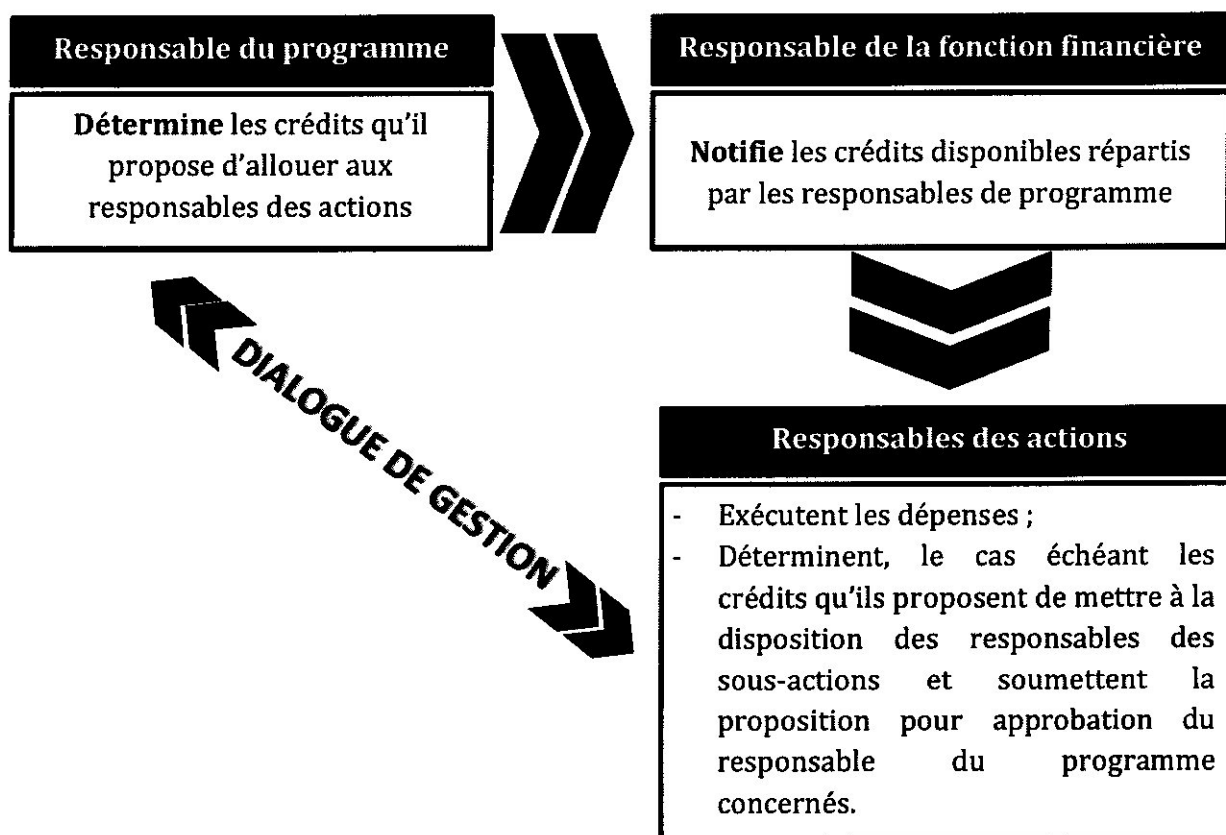 Responsable du programme
Détermine les crédits qu'il
propose d'allouer aux
responsables des actions
Responsable de la fonction financière
Notifie les crédits disponibles répartis
par les responsables de programme
DIALOGUE DE GESTION
Responsables des actions
- Exécutent les dépenses ;
- Déterminent, le cas échéant les
crédits qu'ils proposent de mettre à la
disposition des responsables des
sous-actions et soumettent la
proposition pour approbation du
responsable du programme
concernés.